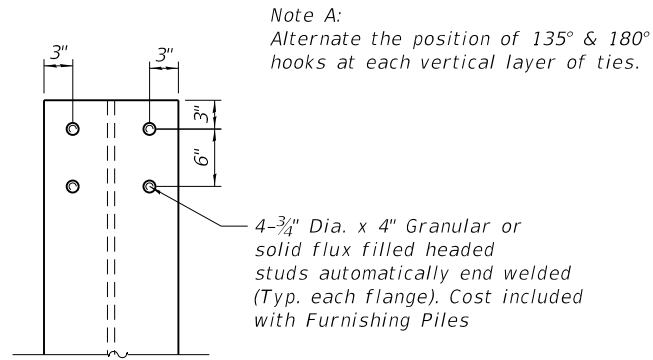 Note A:
Alternate the position of 135° & 180°
hooks at each vertical layer of ties.
3"
3"
3"
6"
4-¾" Dia. x 4" Granular or
solid flux filled headed
studs automatically end welded
(Typ. each flange). Cost included
with Furnishing Piles